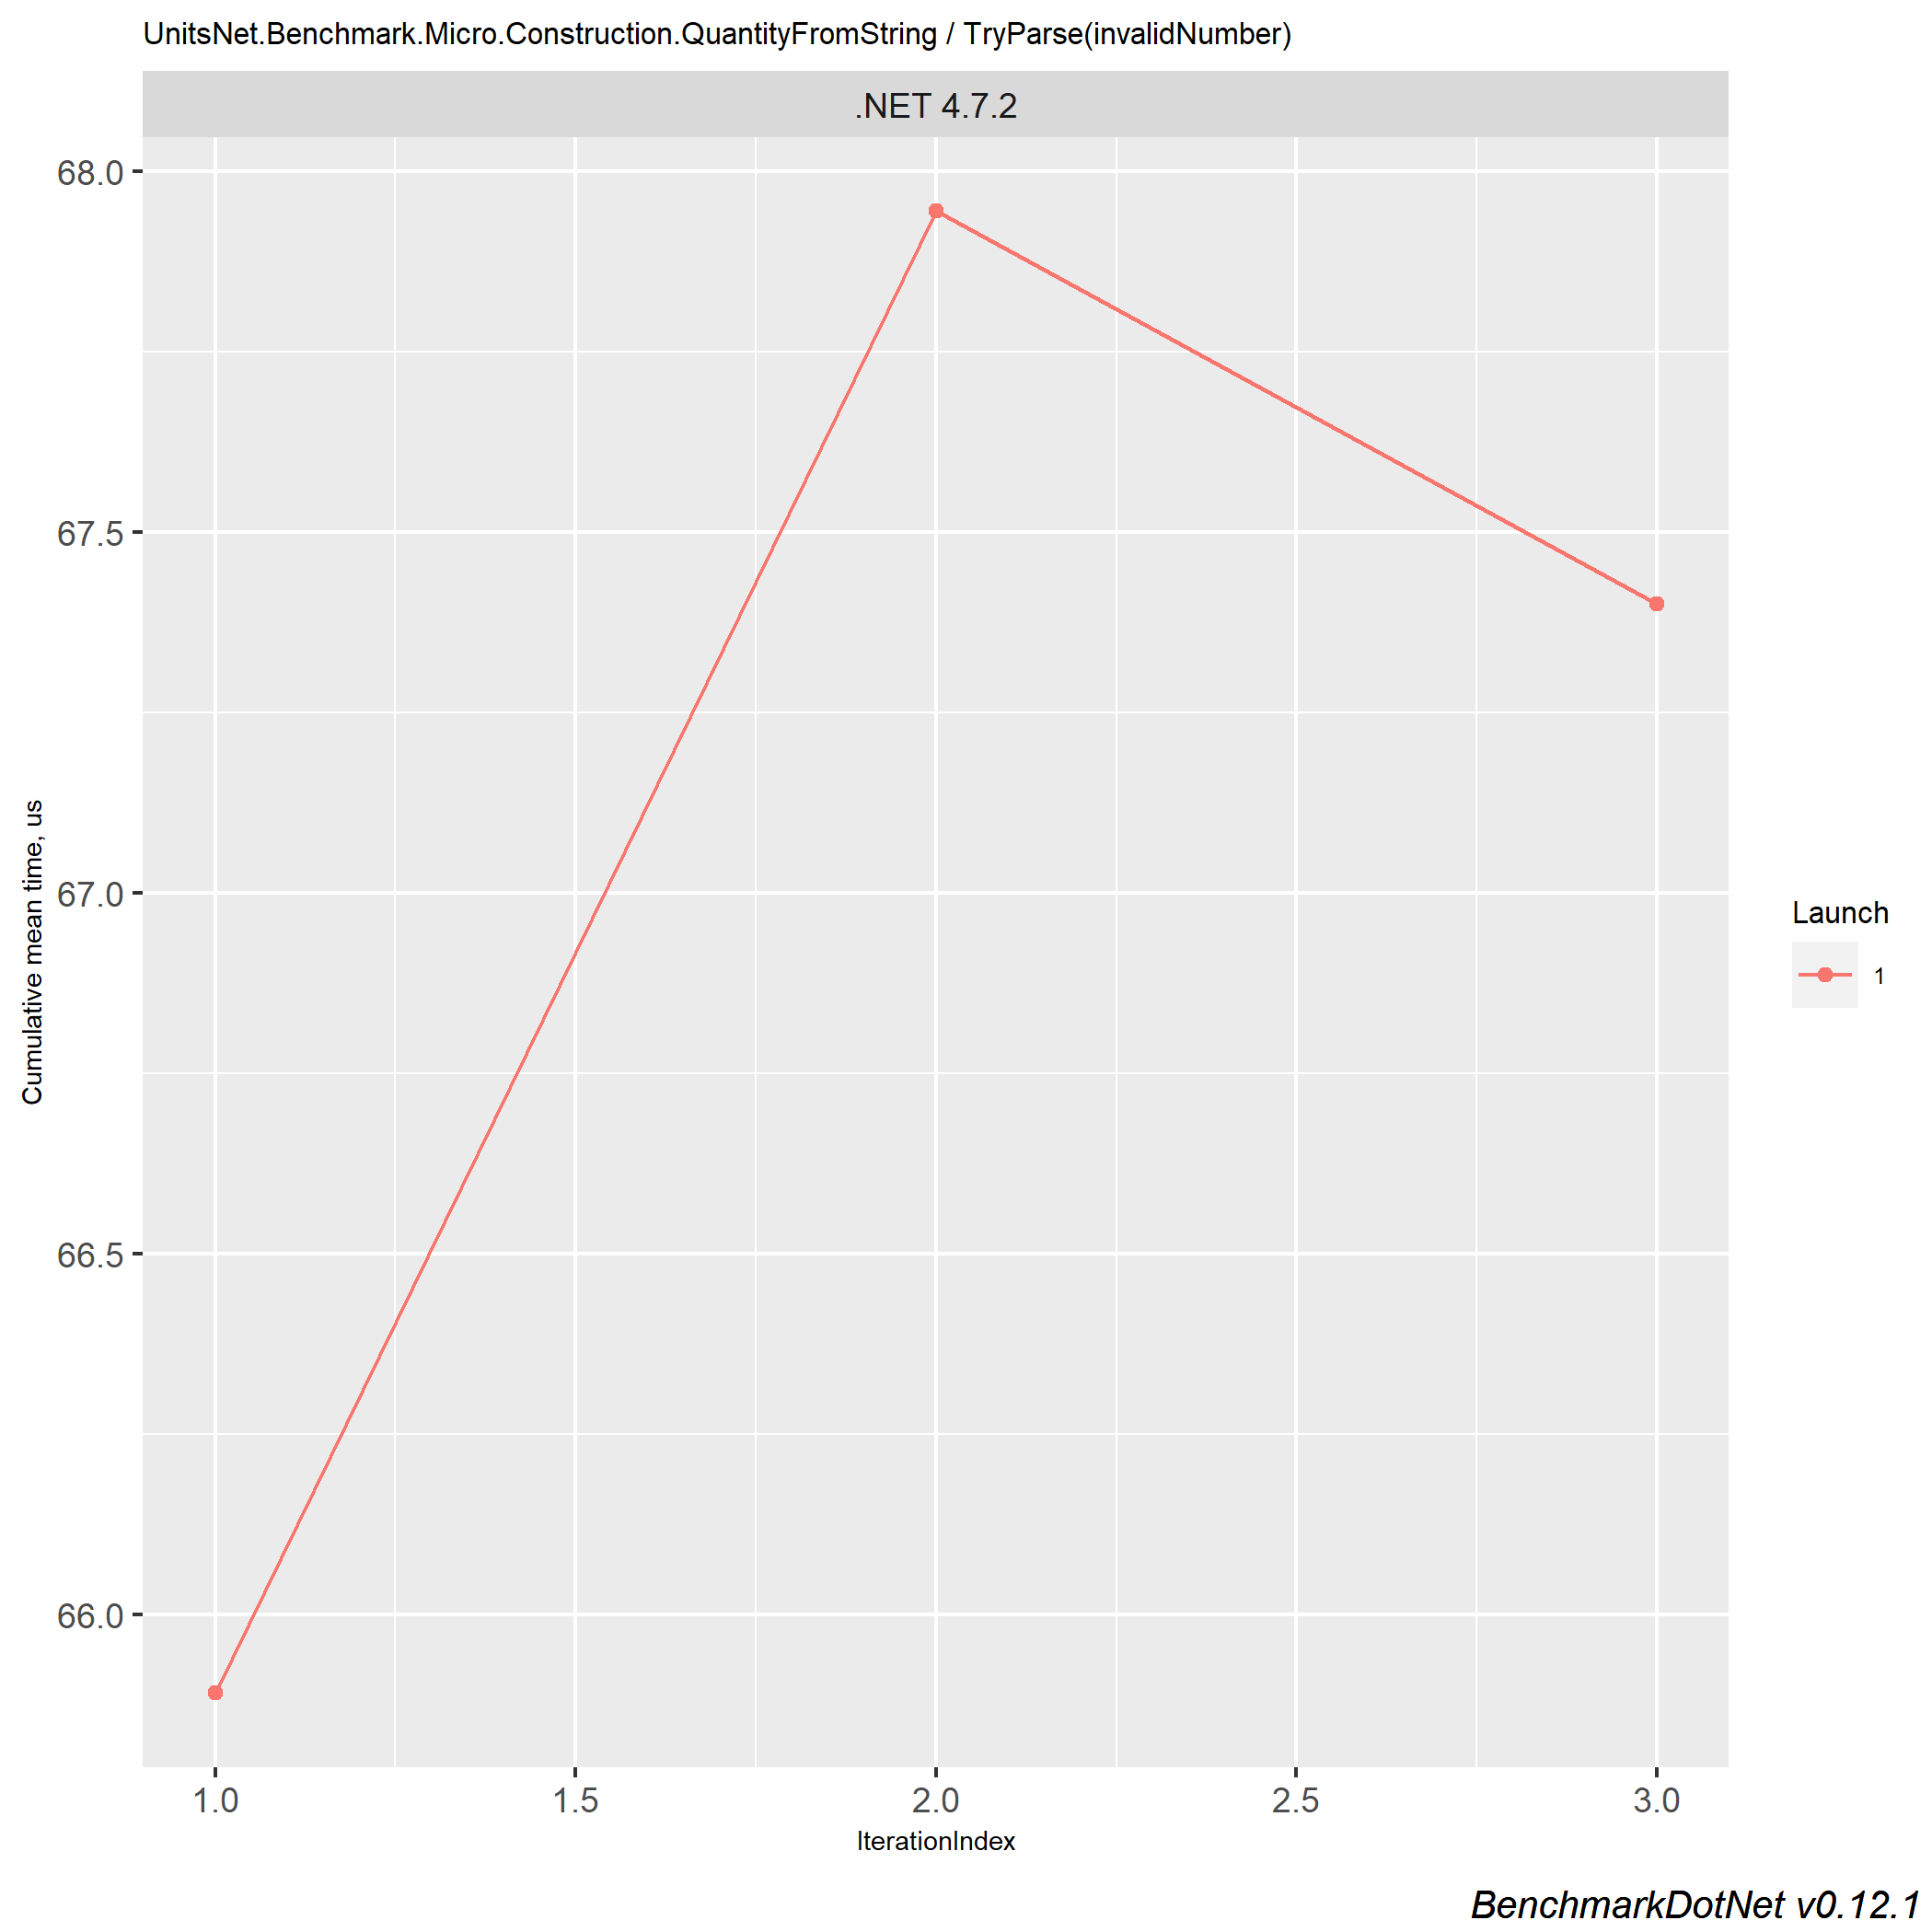 UnitsNet.Benchmark.Micro.Construction.QuantityFromString / TryParse(invalidNumber)
.NET 4.7.2
68.0
67.5
67.0
66.5
66.0
Cumulative mean time, us
1.0 1.5 2.0 2.5 3.0
IterationIndex
Launch
1
BenchmarkDotNet v0.12.1